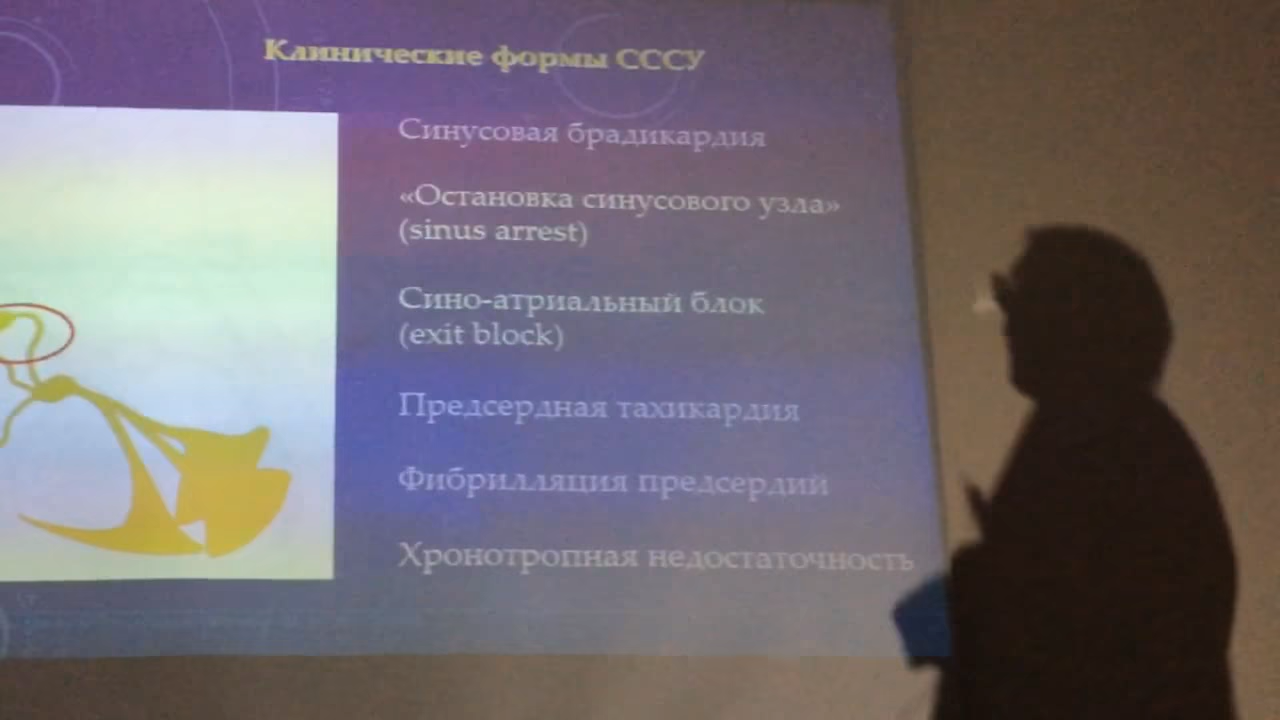 Клинические формы СССУ
Синусовая брадикардия
«Остановка синусового узла»
(sinus arrest)
Сино-атриальный блок
(exit block)
Предсердная тахикардия
Фибрилляция предсердий
Хронотропная недостаточность